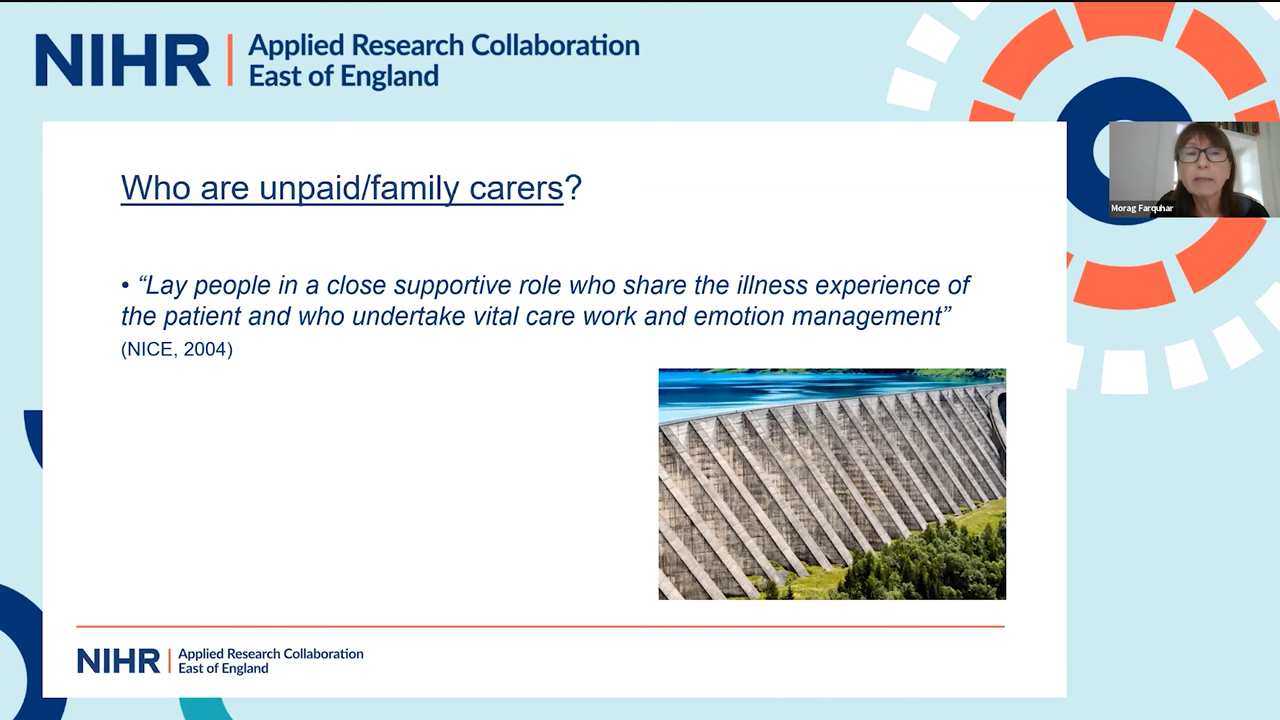 NIHR | Applied Research Collaboration
East of England
Who are unpaid/family carers?
• “Lay people in a close supportive role who share the illness experience of
the patient and who undertake vital care work and emotion management”
(NICE, 2004)
Morag Farquhar
NIHR | Applied Research Collaboration
East of England